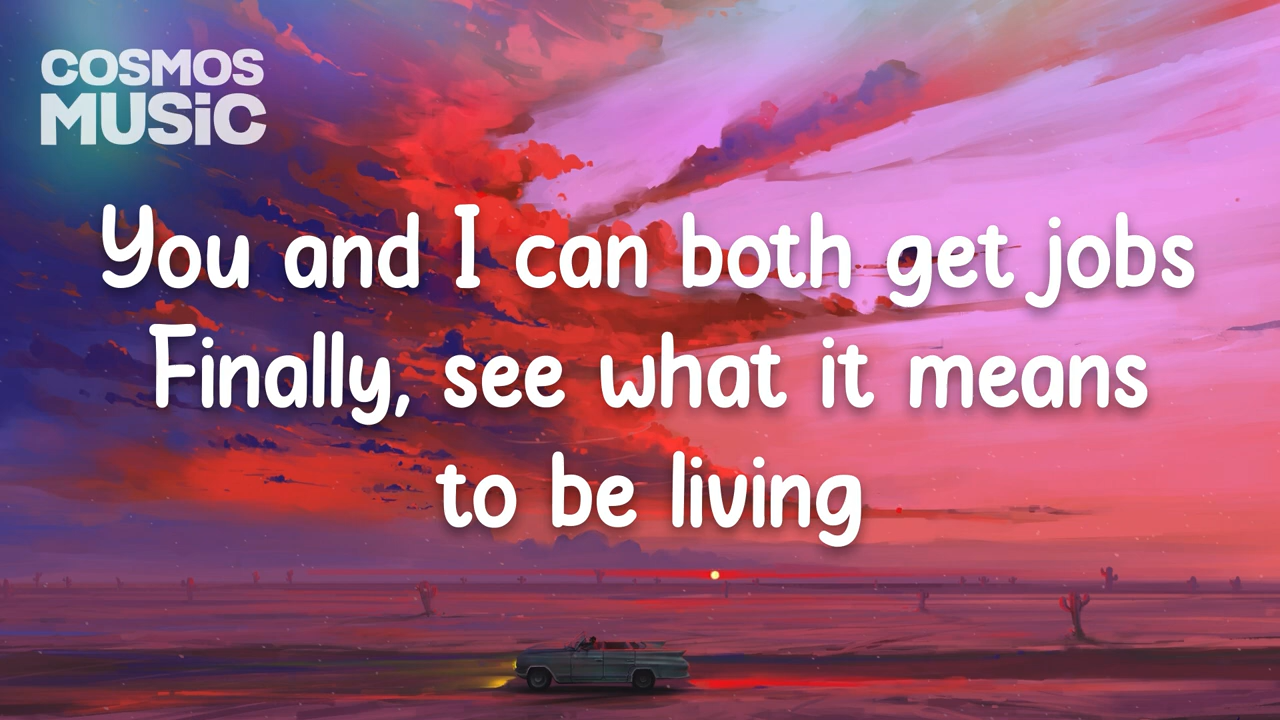 COSMOS
MUSiC
You and I can both get jobs
Finally, see what it means
to be living